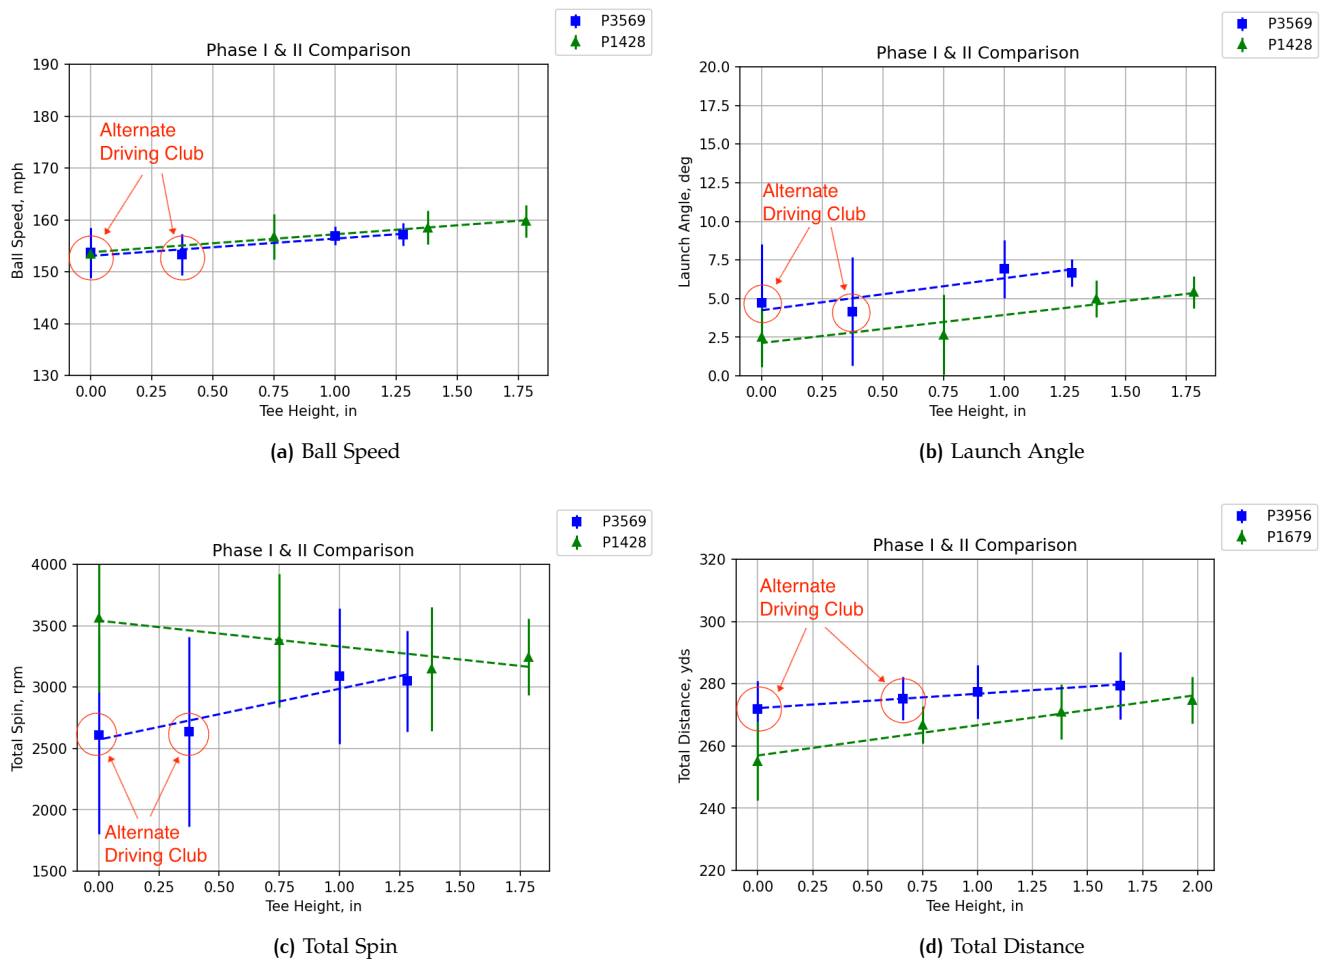 P3569
P1428
Phase I & II Comparison
190
180
170
160
150
140
130
Ball Speed, mph
Alternate
Driving Club
0.00 0.25 0.50 0.75 1.00 1.25 1.50 1.75
Tee Height, in
(a) Ball Speed
P3569
P1428
Phase I & II Comparison
20.0
17.5
15.0
12.5
10.0
7.5
5.0
2.5
0.0
Launch Angle, deg
Alternate
Driving Club
0.00 0.25 0.50 0.75 1.00 1.25 1.50 1.75
Tee Height, in
(b) Launch Angle
P3569
P1428
Phase I & II Comparison
4000
3500
3000
2500
2000
1500
Total Spin, rpm
Alternate
Driving Club
0.00 0.25 0.50 0.75 1.00 1.25 1.50 1.75
Tee Height, in
(c) Total Spin
P3956
P1679
Phase I & II Comparison
320
300
280
260
240
220
Total Distance, yds
Alternate
Driving Club
0.00 0.25 0.50 0.75 1.00 1.25 1.50 1.75 2.00
Tee Height, in
(d) Total Distance